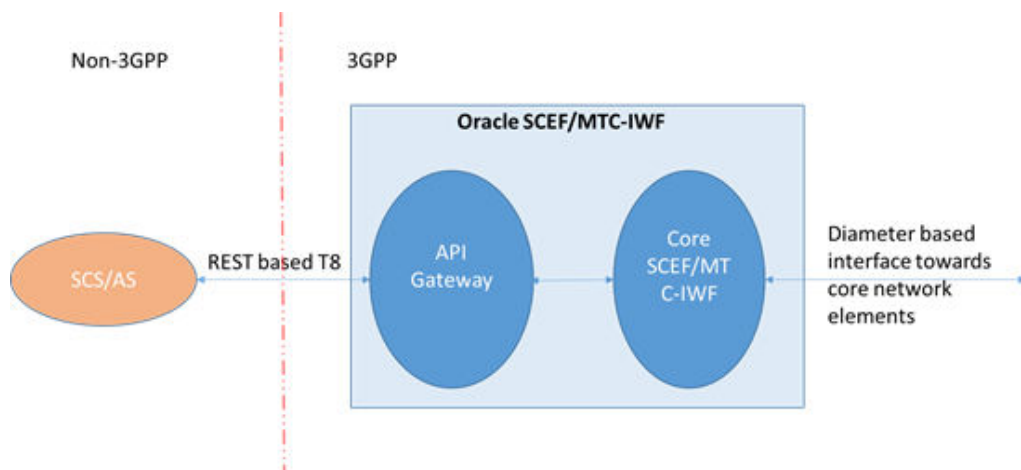 Non-3GPP
3GPP
Oracle SCEF/MTC-IWF
SCS/AS
REST based T8
API
Gateway
Core
SCEF/MT
C-IWF
Diameter based
interface towards
core network
elements